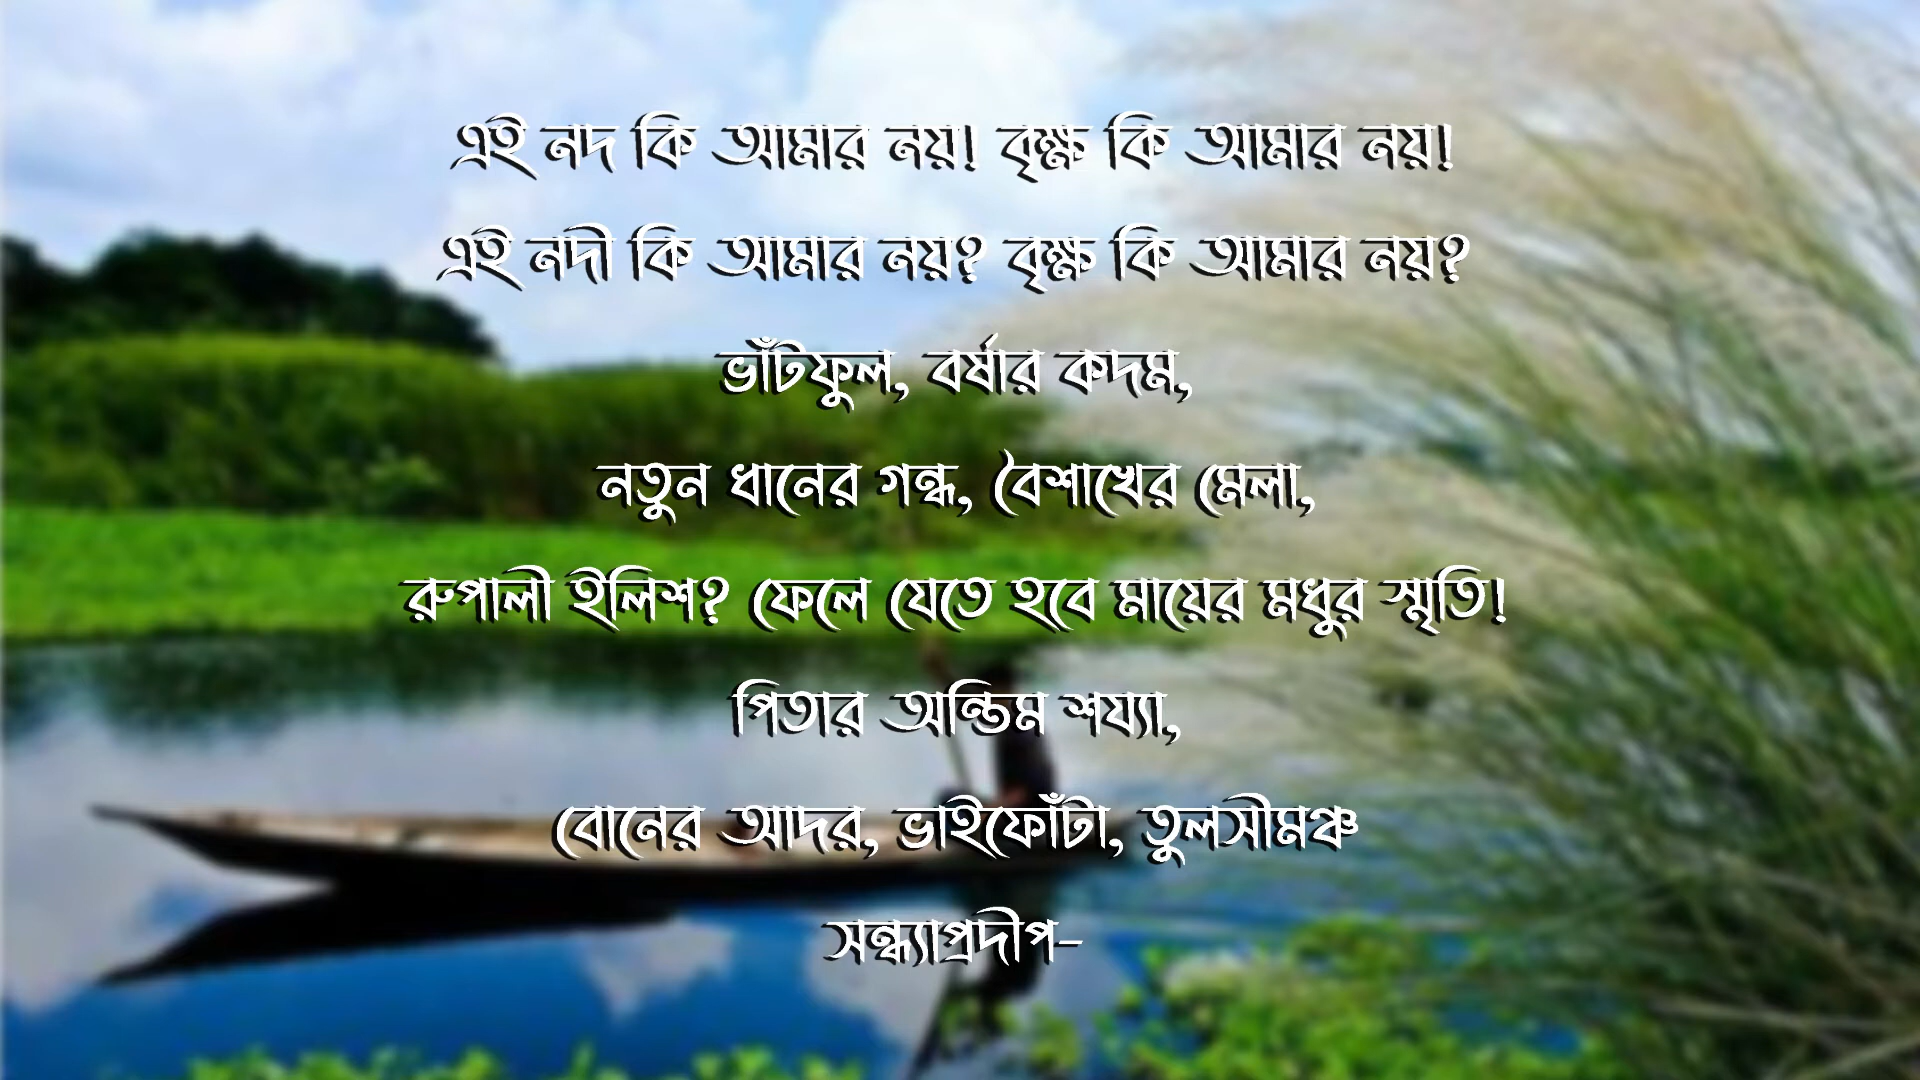 এই নদ কি আমার নয়! বৃক্ষ কি আমার নয়!
এই নদী কি আমার নয়? বৃক্ষ কি আমার নয়?
ভাঁটফুল, বর্ষার কদম,
নতুন ধানের গন্ধ, বৈশাখের মেলা,
রুপালী ইলিশ? ফেলে যেতে হবে মায়ের মধুর স্মৃতি!
পিতার অন্তিম শয্যা,
বোনের আদর, ভাইফোঁটা, তুলসীমঞ্চ
সন্ধ্যাপ্রদীপ-